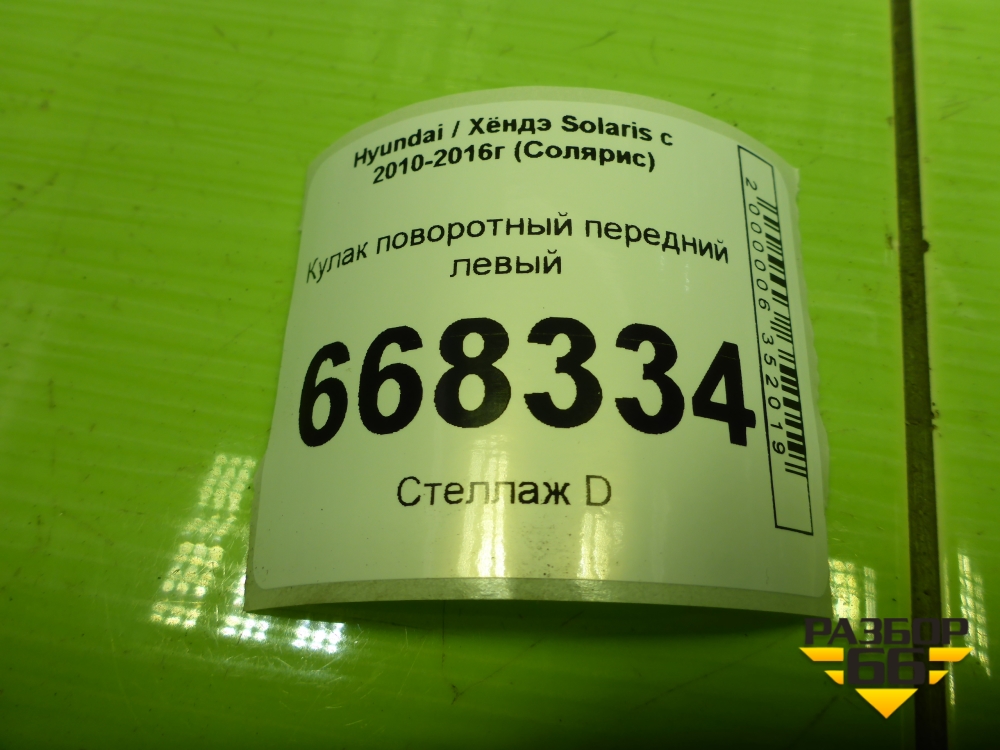 Hyundai / Хёндэ Solaris с
2010-2016г (Солярис)
Кулак поворотный передний
левый
668334
Стеллаж D
2000006352019
РАЗБОР
66